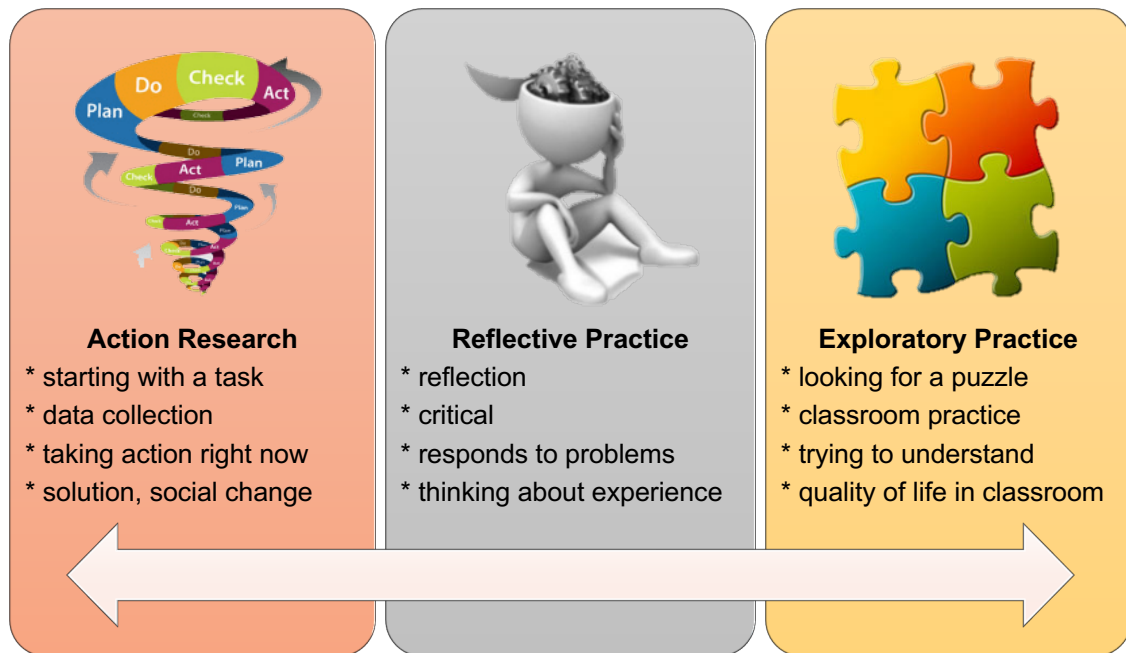 Do
Check
Plan
Act
Check
Do
Check
Act
Plan
Do
Plan
Act
Plan
Act
Action Research
* starting with a task
* data collection
* taking action right now
* solution, social change
Reflective Practice
* reflection
* critical
* responds to problems
* thinking about experience
Exploratory Practice
* looking for a puzzle
* classroom practice
* trying to understand
* quality of life in classroom